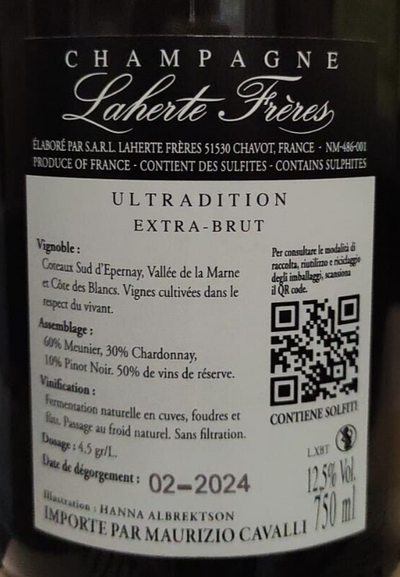 CHAMPAGNE
Laherte Frères
ÉLABORÉ PAR S.A.R.L. LAHERTE FRÈRES 51530 CHAVOT, FRANCE - NM-486-001
PRODUCE OF FRANCE - CONTIENT DES SULFITES - CONTAINS SULPHITES
ULTRADITION
EXTRA-BRUT
Vignoble :
Coteaux Sud d'Epernay, Vallée de la Marne
et Côte des Blancs. Vignes cultivées dans le
respect du vivant.
Assemblage :
60% Meunier, 30% Chardonnay,
10% Pinot Noir. 50% de vins de réserve.
Vinification :
Fermentation naturelle en cuves, foudres et
fûts. Passage au froid naturel. Sans filtration.
Dosage : 4,5 gr/L.
Date de dégorgement : 02-2024
Illustration : HANNA ALBREKTSON
IMPORTE PAR MAURIZIO CAVALLI
Per consultare le modalità di
raccolta, riutilizzo e riciclaggio
degli imballaggi, scansiona
il QR code.
CONTIENE SOLFITI
L.XBT
12,5% Vol.
750 ml